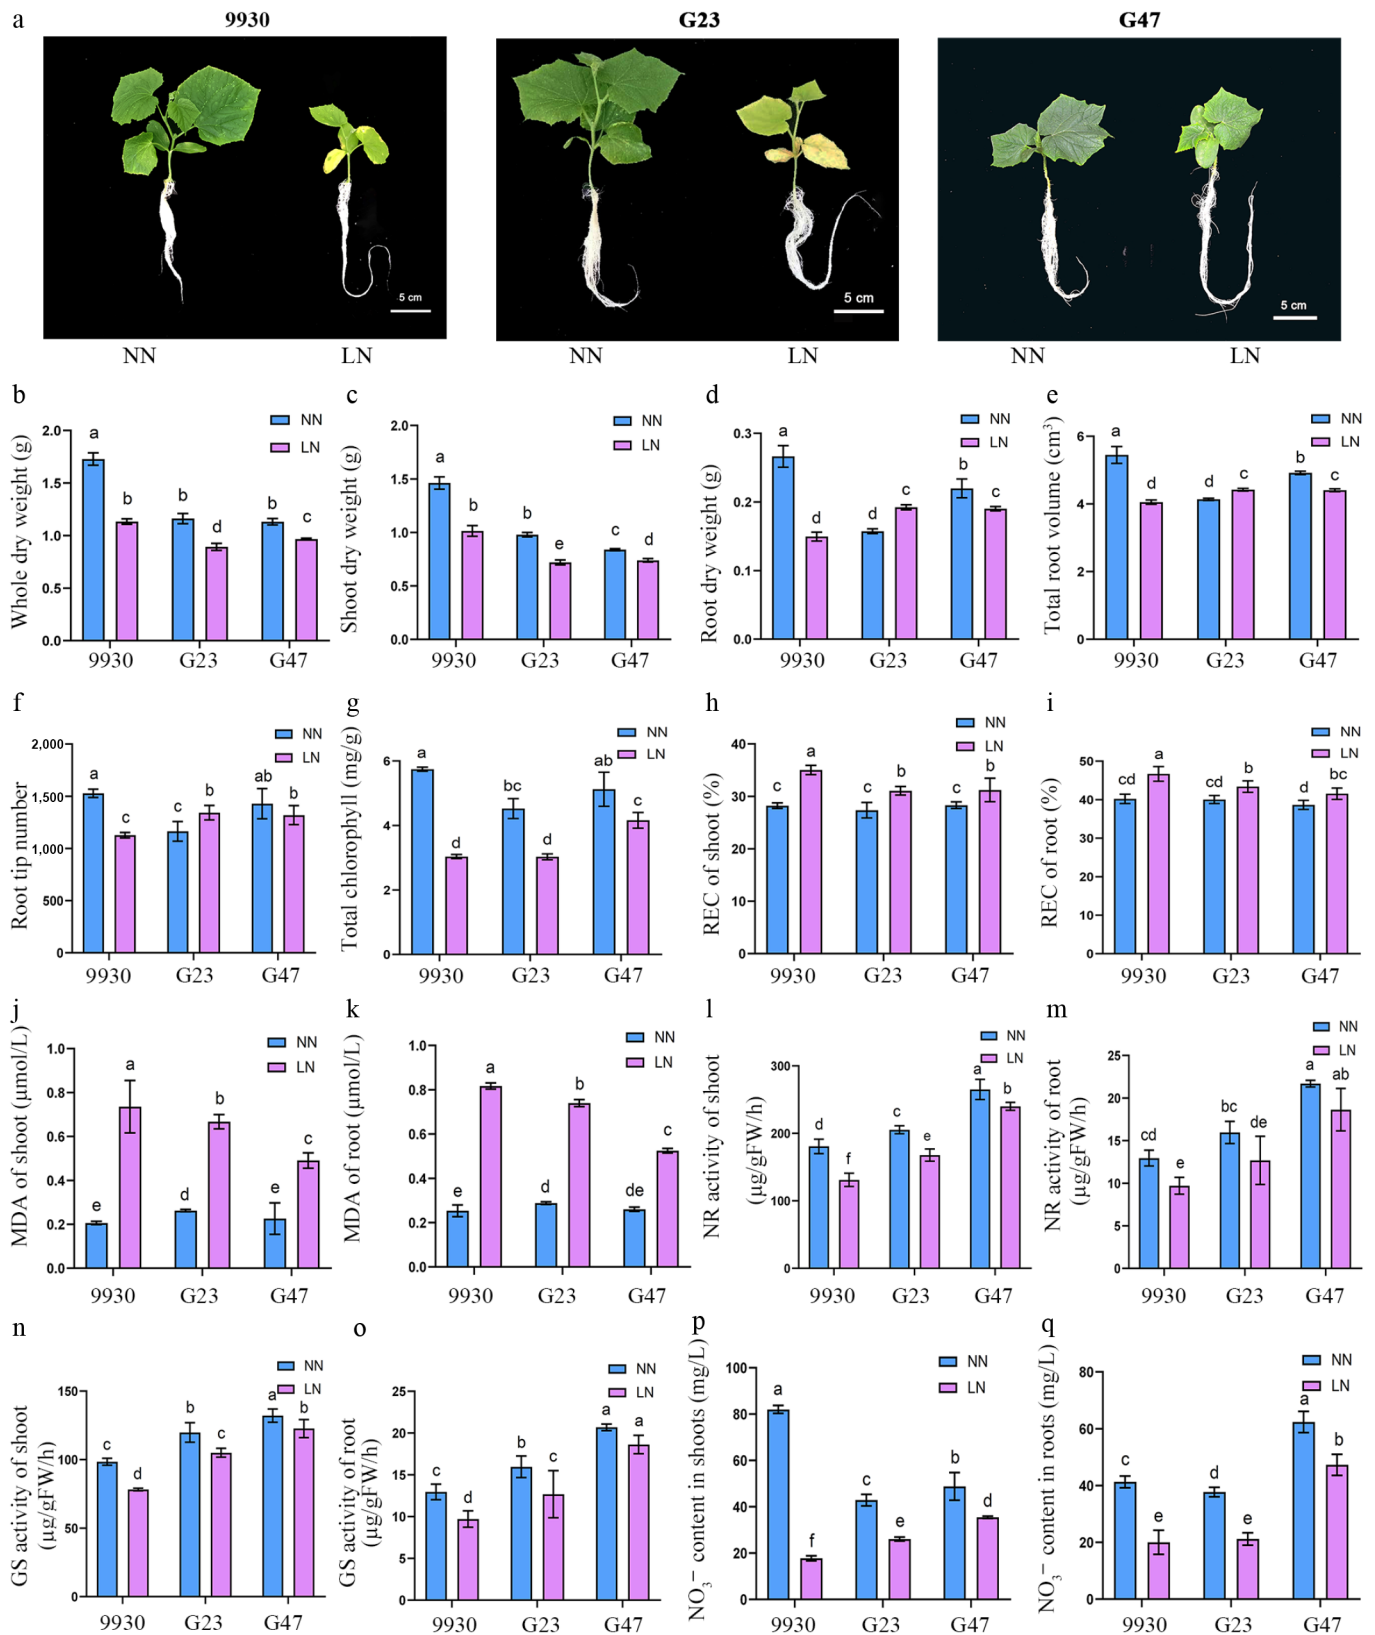 a
9930
G23
G47
5 cm
5 cm
5 cm
NN
LN
NN
LN
NN
LN
b
Whole dry weight (g)
2.0
1.5
1.0
0.5
0.0
NN
LN
a
b
b
d
b
c
9930
G23
G47
c
Shoot dry weight (g)
2.0
1.5
1.0
0.5
0.0
NN
LN
a
b
b
e
c
d
9930
G23
G47
d
Root dry weight (g)
0.3
0.2
0.1
0.0
NN
LN
a
d
d
c
b
c
9930
G23
G47
e
Total root volume (cm³)
6
4
2
0
NN
LN
a
d
d
c
b
c
9930
G23
G47
f
Root tip number
2,000
1,500
1,000
500
0
NN
LN
a
c
c
b
ab
b
9930
G23
G47
g
Total chlorophyll (mg/g)
6
4
2
0
NN
LN
a
d
bc
d
ab
c
9930
G23
G47
h
REC of shoot (%)
40
30
20
10
0
NN
LN
c
a
c
b
c
b
9930
G23
G47
i
REC of root (%)
50
40
30
20
10
0
NN
LN
cd
a
cd
b
d
bc
9930
G23
G47
j
MDA of shoot (μmol/L)
1.0
0.8
0.6
0.4
0.2
0.0
NN
LN
e
a
d
b
e
c
9930
G23
G47
k
MDA of root (μmol/L)
1.0
0.8
0.6
0.4
0.2
0.0
NN
LN
e
a
d
b
de
c
9930
G23
G47
l
NR activity of shoot
(μg/gFW/h)
300
200
100
0
NN
LN
d
f
c
e
a
b
9930
G23
G47
m
NR activity of root
(μg/gFW/h)
25
20
15
10
5
0
NN
LN
cd
e
bc
de
a
ab
9930
G23
G47
n
GS activity of shoot
(μg/gFW/h)
150
100
50
0
NN
LN
c
d
b
c
a
b
9930
G23
G47
o
GS activity of root
(μg/gFW/h)
25
20
15
10
5
0
NN
LN
c
d
b
c
a
a
9930
G23
G47
p
NO₃⁻ content in shoots (mg/L)
100
80
60
40
20
0
NN
LN
a
f
c
e
b
d
9930
G23
G47
q
NO₃⁻ content in roots (mg/L)
80
60
40
20
0
NN
LN
c
e
d
e
a
b
9930
G23
G47